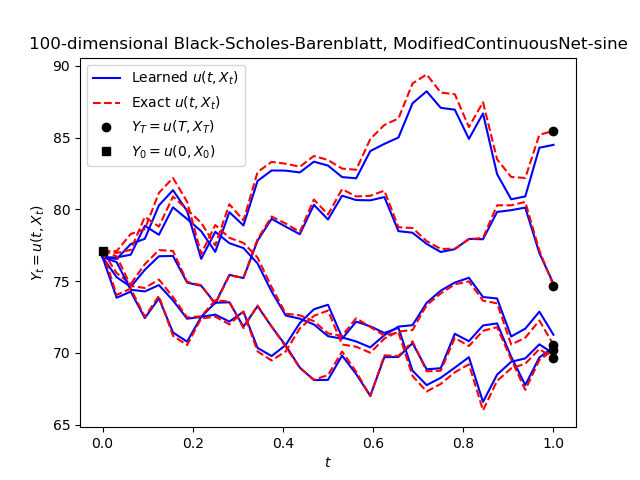 100-dimensional Black-Scholes-Barenblatt, ModifiedContinuousNet-sine
Learned u(t, X_t)
Exact u(t, X_t)
Y_T = u(T, X_T)
Y_0 = u(0, X_0)
Y_t = u(t, X_t)
90
85
80
75
70
65
0.0 0.2 0.4 0.6 0.8 1.0
t